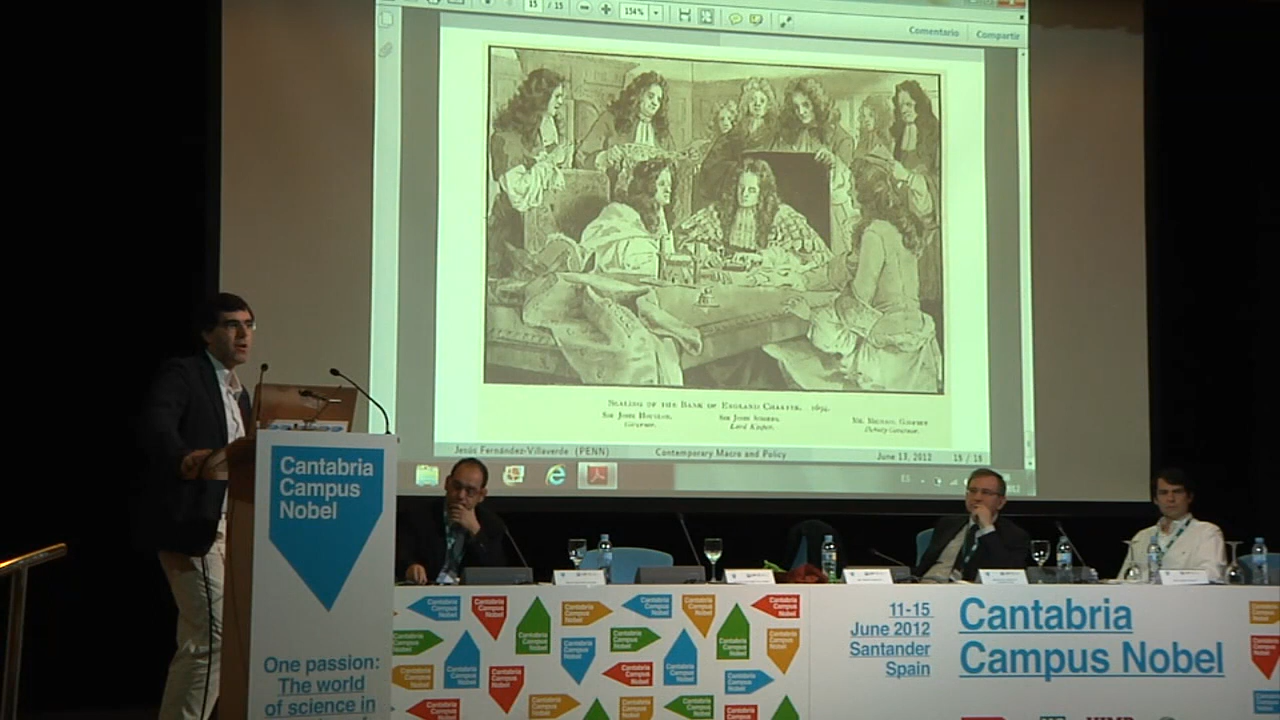 15 / 15
154%
Comentario
Compartir
SEALING OF THE BANK OF ENGLAND CHARTER. 1694.
SIR JOHN HOUBLON,
Governor.
SIR JOHN SOMERS,
Lord Keeper.
MR. MICHAEL GODFREY
Deputy Governor.
Jesús Fernández-Villaverde (PENN)
Contemporary Macro and Policy
June 13, 2012
15 / 15
ES
Cantabria
Campus
Nobel
One passion:
The world
of science in
11-15
June 2012
Santander
Spain
Cantabria
Campus Nobel